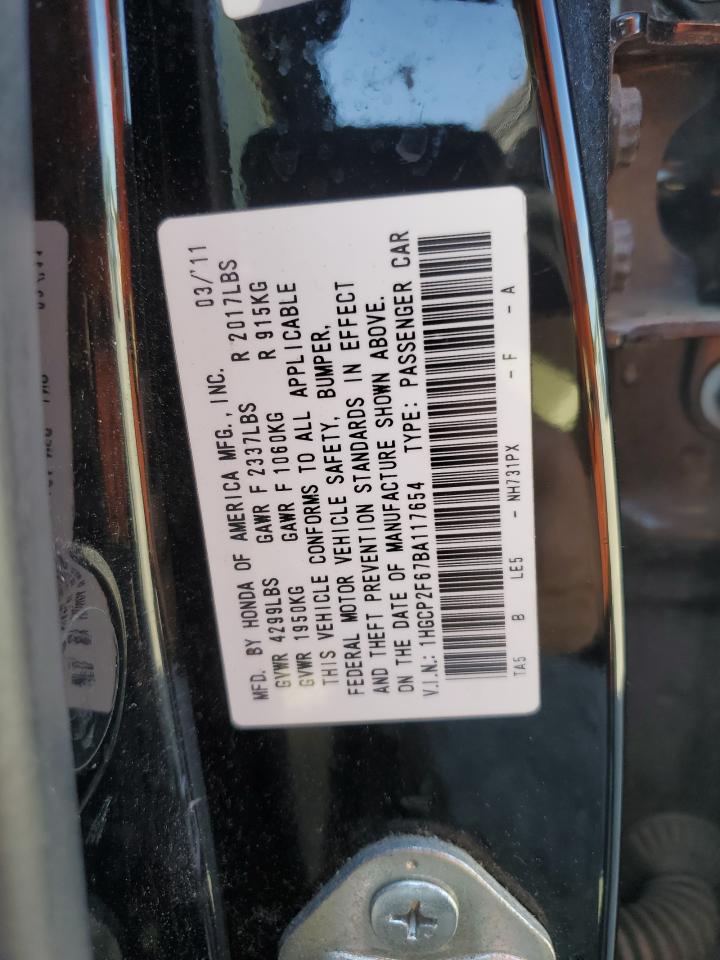 MFD. BY HONDA OF AMERICA MFG., INC. 03/'11
GVWR 4299LBS GAWR F 2337LBS R 2017LBS
GVWR 1950KG GAWR F 1060KG R 915KG
THIS VEHICLE CONFORMS TO ALL APPLICABLE
FEDERAL MOTOR VEHICLE SAFETY, BUMPER,
AND THEFT PREVENTION STANDARDS IN EFFECT
ON THE DATE OF MANUFACTURE SHOWN ABOVE.
V.I.N.: 1HGCP2F67BA117654 TYPE: PASSENGER CAR
TA5 B LE5 - NH731PX - F - A